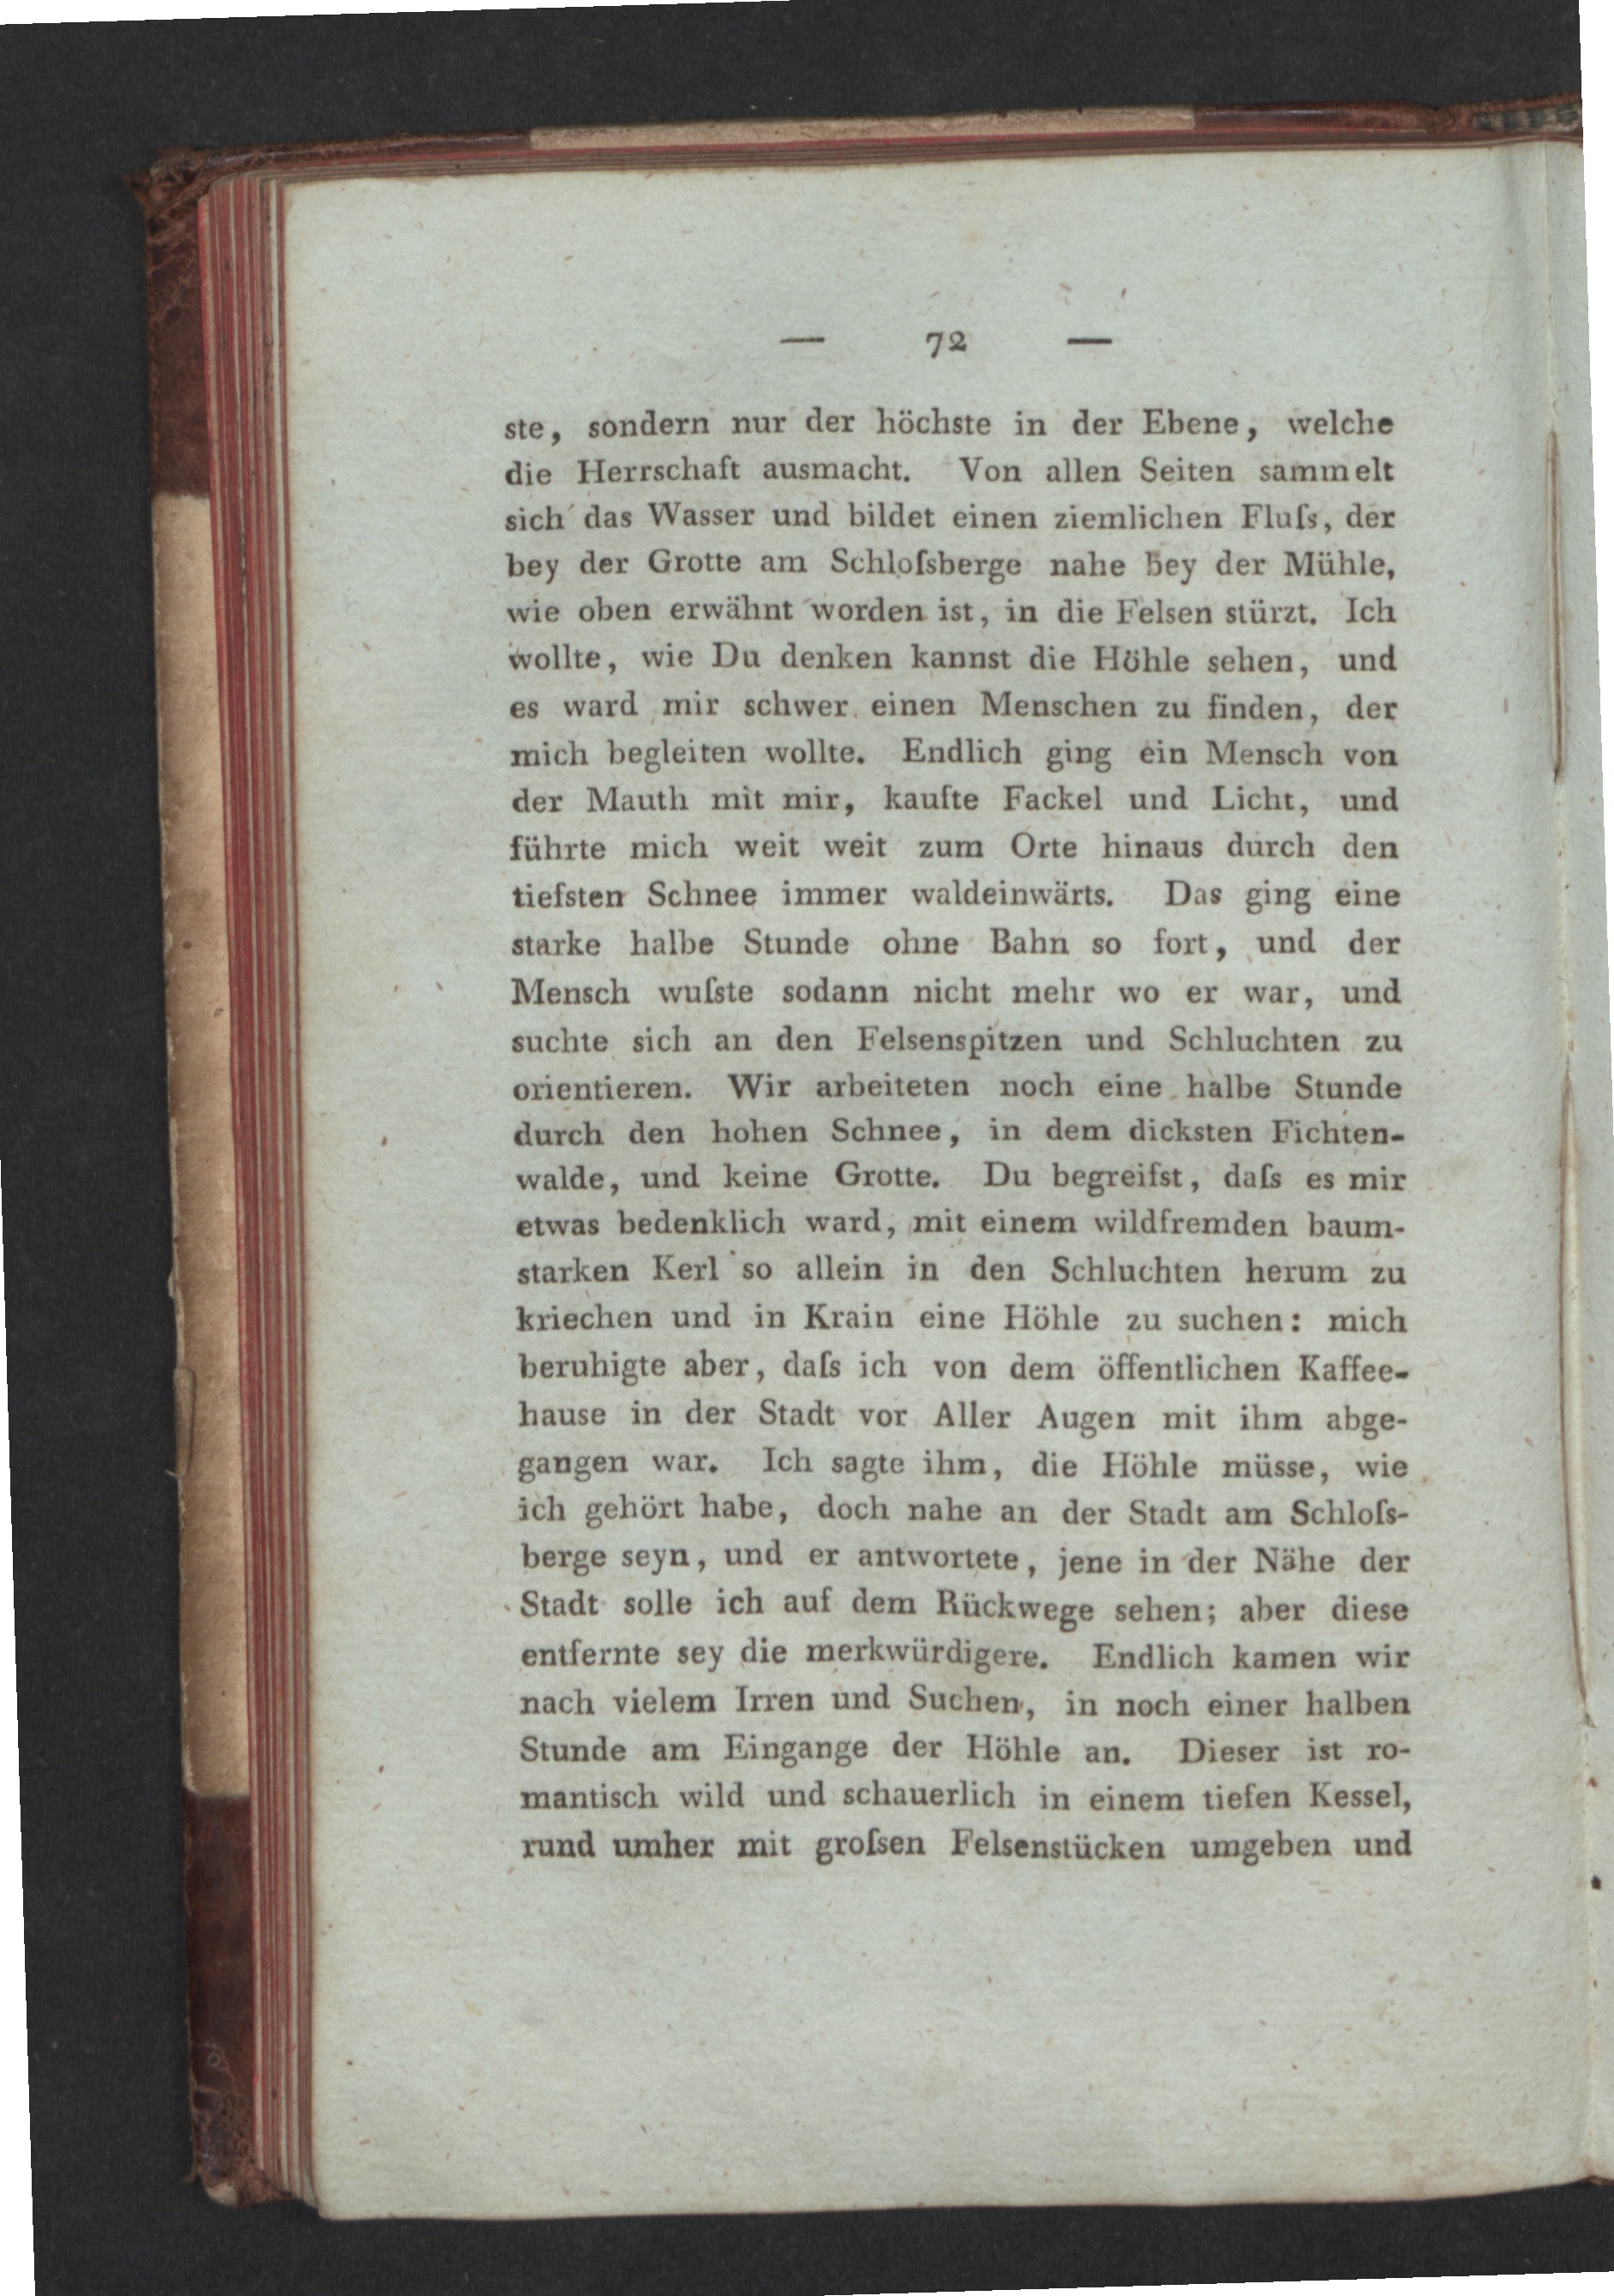 — 72 —
ste, sondern nur der höchste in der Ebene, welche
die Herrschaft ausmacht. Von allen Seiten sammelt
sich das Wasser und bildet einen ziemlichen Fluſs, der
bey der Grotte am Schloſsberge nahe bey der Mühle,
wie oben erwähnt worden ist, in die Felsen stürzt. Ich
wollte, wie Du denken kannst die Höhle sehen, und
es ward mir schwer einen Menschen zu finden, der
mich begleiten wollte. Endlich ging ein Mensch von
der Mauth mit mir, kaufte Fackel und Licht, und
führte mich weit weit zum Orte hinaus durch den
tiefsten Schnee immer waldeinwärts. Das ging eine
starke halbe Stunde ohne Bahn so fort, und der
Mensch wuſste sodann nicht mehr wo er war, und
suchte sich an den Felsenspitzen und Schluchten zu
orientieren. Wir arbeiteten noch eine halbe Stunde
durch den hohen Schnee, in dem dicksten Fichten-
walde, und keine Grotte. Du begreifst, daſs es mir
etwas bedenklich ward, mit einem wildfremden baum-
starken Kerl so allein in den Schluchten herum zu
kriechen und in Krain eine Höhle zu suchen: mich
beruhigte aber, daſs ich von dem öffentlichen Kaffee-
hause in der Stadt vor Aller Augen mit ihm abge-
gangen war. Ich sagte ihm, die Höhle müsse, wie
ich gehört habe, doch nahe an der Stadt am Schloſs-
berge seyn, und er antwortete, jene in der Nähe der
Stadt solle ich auf dem Rückwege sehen; aber diese
entfernte sey die merkwürdigere. Endlich kamen wir
nach vielem Irren und Suchen, in noch einer halben
Stunde am Eingange der Höhle an. Dieser ist ro-
mantisch wild und schauerlich in einem tiefen Kessel,
rund umher mit groſsen Felsenstücken umgeben und